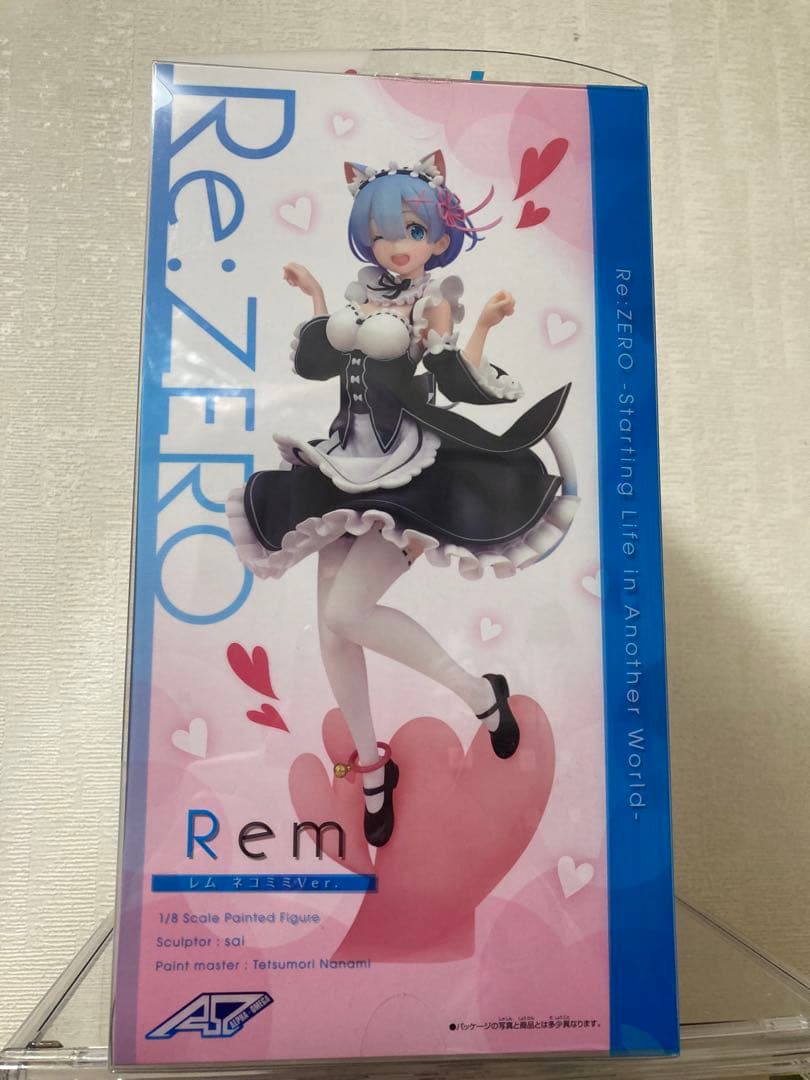 Re:ZERO
Re:ZERO -Starting Life in Another World-
Rem
レム ネコミミVer.
1/8 Scale Painted Figure
Sculptor : sai
Paint master : Tetsumori Nanami
AΩ ALPHA OMEGA
●パッケージの写真と商品とは多少異なります。